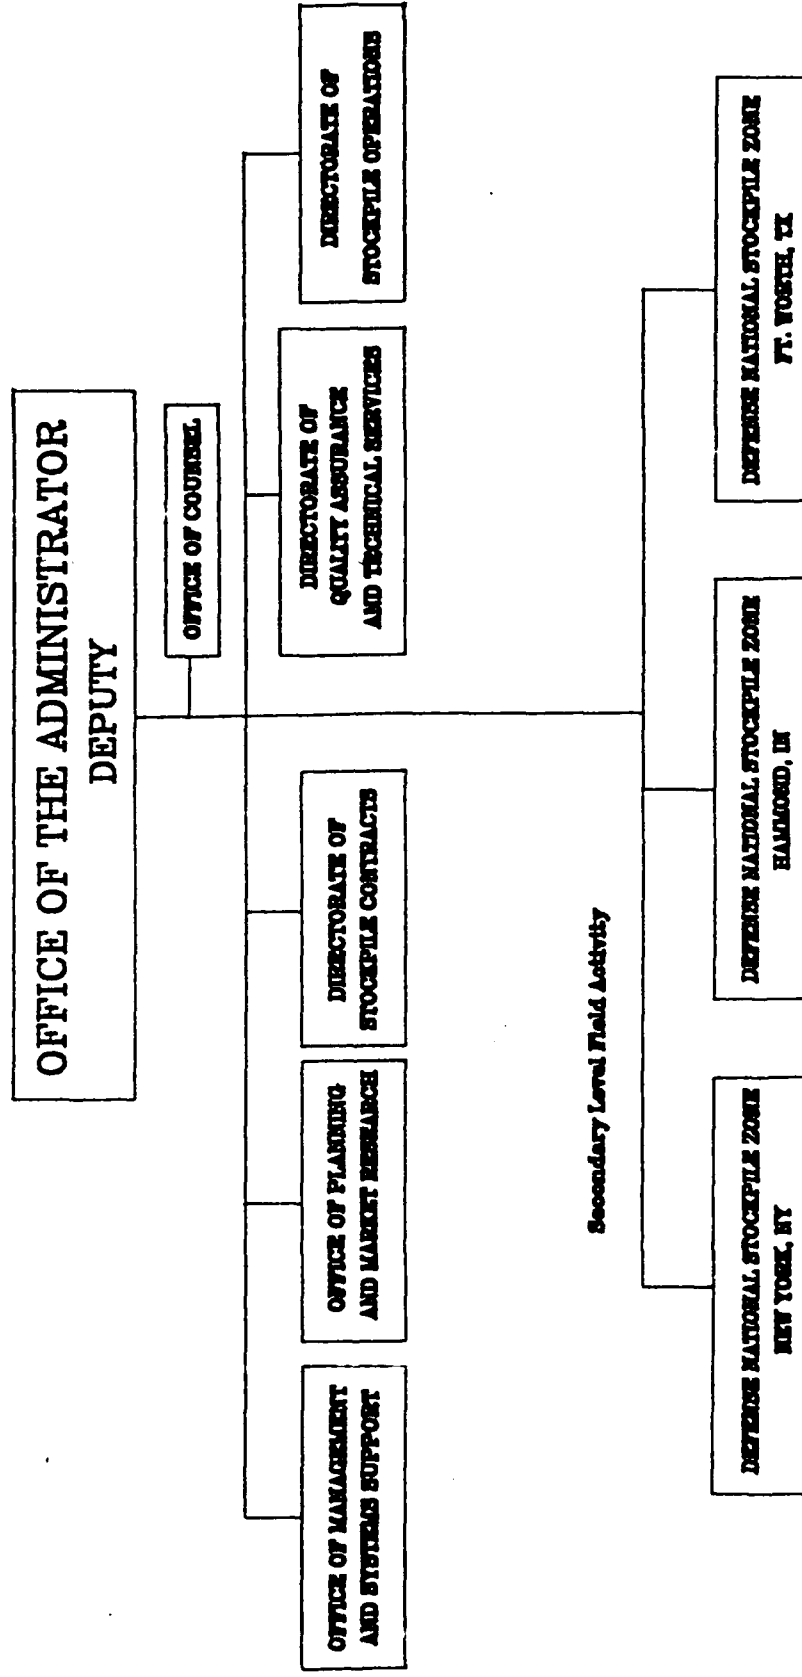 OFFICE OF THE ADMINISTRATOR
DEPUTY
OFFICE OF COUNSEL
OFFICE OF MANAGEMENT
AND SYSTEMS SUPPORT
OFFICE OF PLANNING
AND MARKET RESEARCH
DIRECTORATE OF
STOCKPILE CONTRACTS
DIRECTORATE OF
QUALITY ASSURANCE
AND TECHNICAL SERVICES
DIRECTORATE OF
STOCKPILE OPERATIONS
Secondary Level Field Activity
DEFENSE NATIONAL STOCKPILE ZONE
NEW YORK, NY
DEFENSE NATIONAL STOCKPILE ZONE
HAMMOND, IN
DEFENSE NATIONAL STOCKPILE ZONE
FT. WORTH, TX